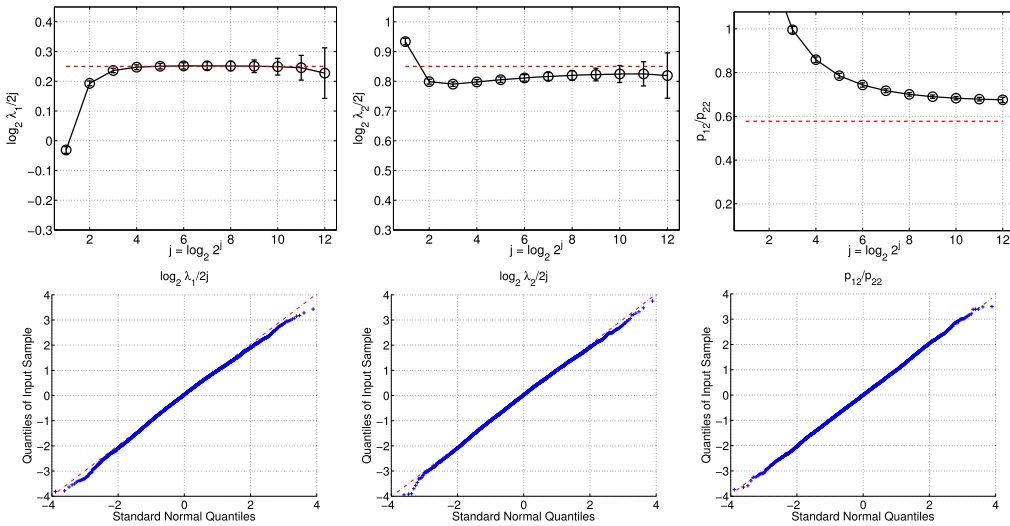 0.4
0.3
0.2
0.1
0
−0.1
−0.2
−0.3
log₂ λ₁/2j
2 4 6 8 10 12
j = log₂ 2ʲ
1
0.9
0.8
0.7
0.6
0.5
0.4
0.3
log₂ λ₂/2j
2 4 6 8 10 12
j = log₂ 2ʲ
1
0.8
0.6
0.4
0.2
p₁₂/p₂₂
2 4 6 8 10 12
j = log₂ 2ʲ
log₂ λ₁/2j
4
3
2
1
0
−1
−2
−3
−4
Quantiles of Input Sample
−4 −2 0 2 4
Standard Normal Quantiles
log₂ λ₂/2j
4
3
2
1
0
−1
−2
−3
−4
Quantiles of Input Sample
−4 −2 0 2 4
Standard Normal Quantiles
p₁₂/p₂₂
4
3
2
1
0
−1
−2
−3
−4
Quantiles of Input Sample
−4 −2 0 2 4
Standard Normal Quantiles